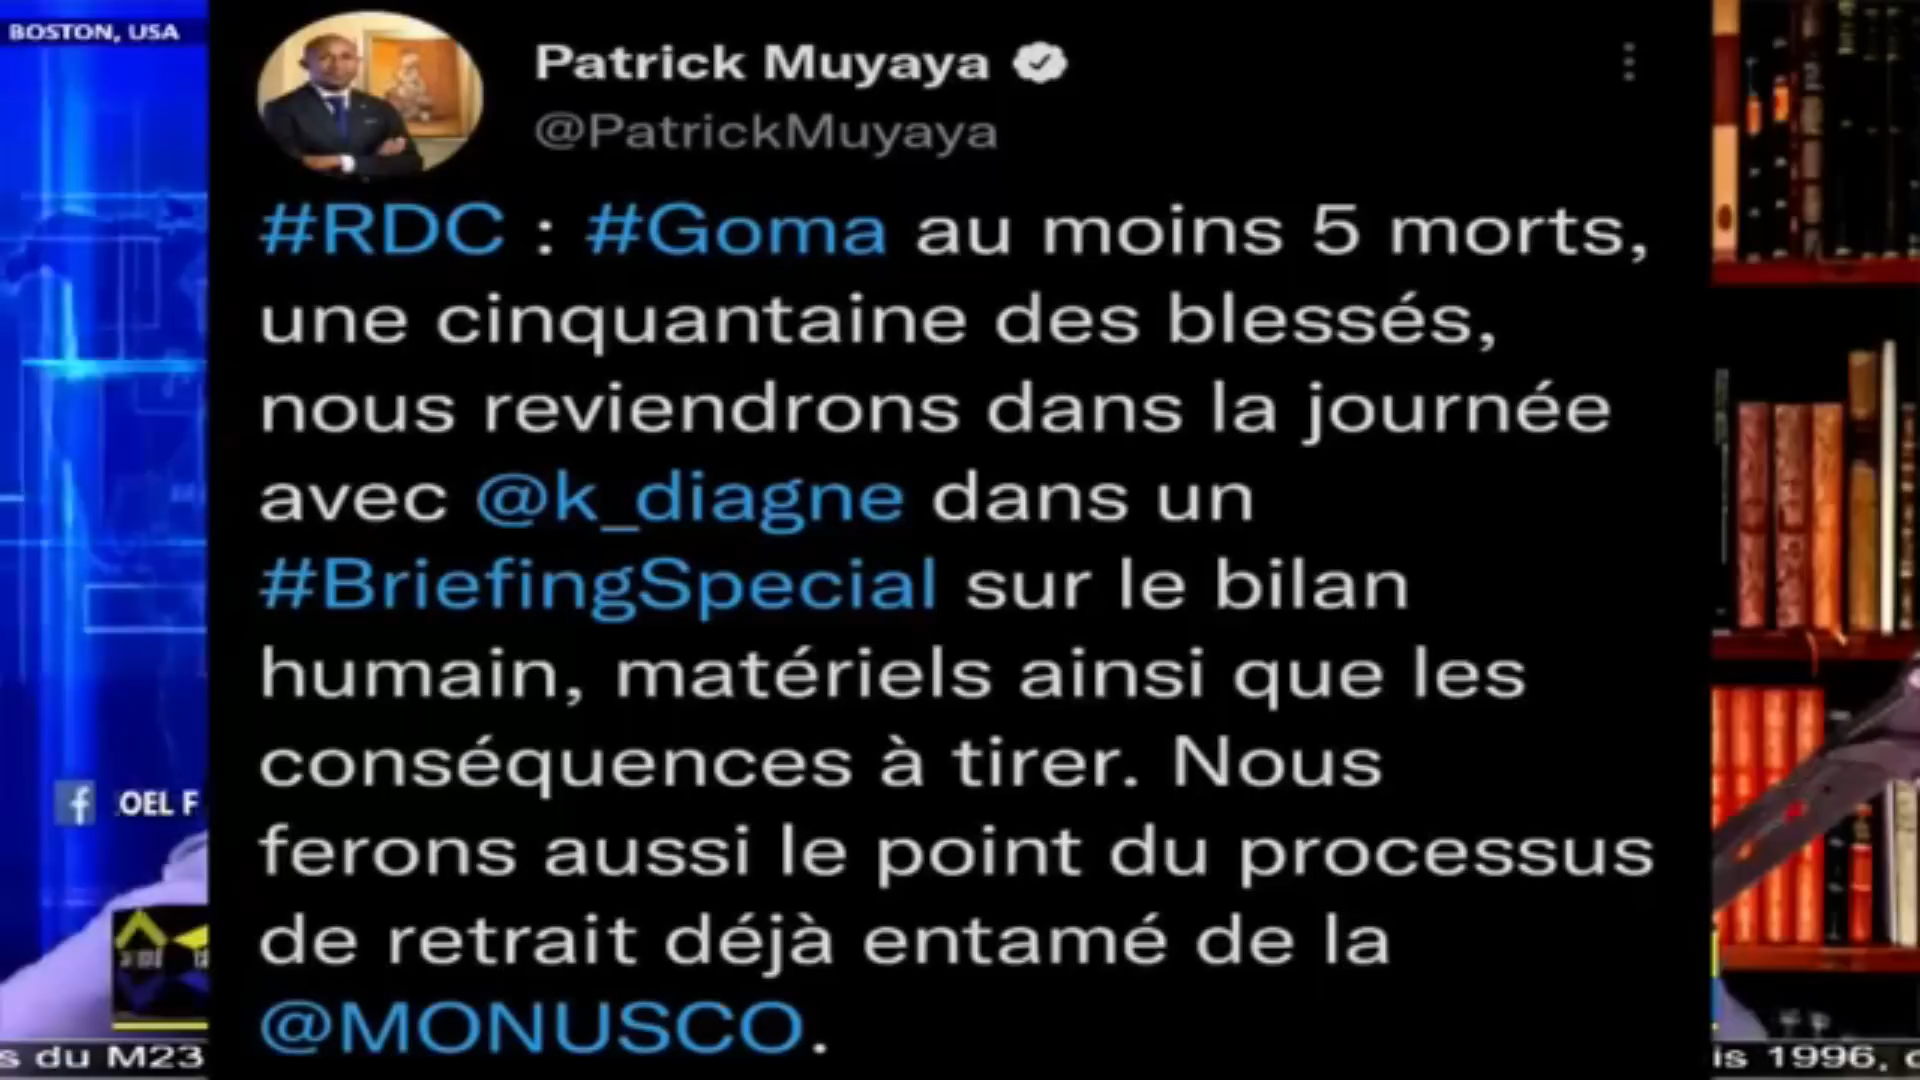 BOSTON, USA
Patrick Muyaya
@PatrickMuyaya
#RDC : #Goma au moins 5 morts,
une cinquantaine des blessés,
nous reviendrons dans la journée
avec @k_diagne dans un
#BriefingSpecial sur le bilan
humain, matériels ainsi que les
conséquences à tirer. Nous
ferons aussi le point du processus
de retrait déjà entamé de la
@MONUSCO.
OEL F
s du M23
is 1996,